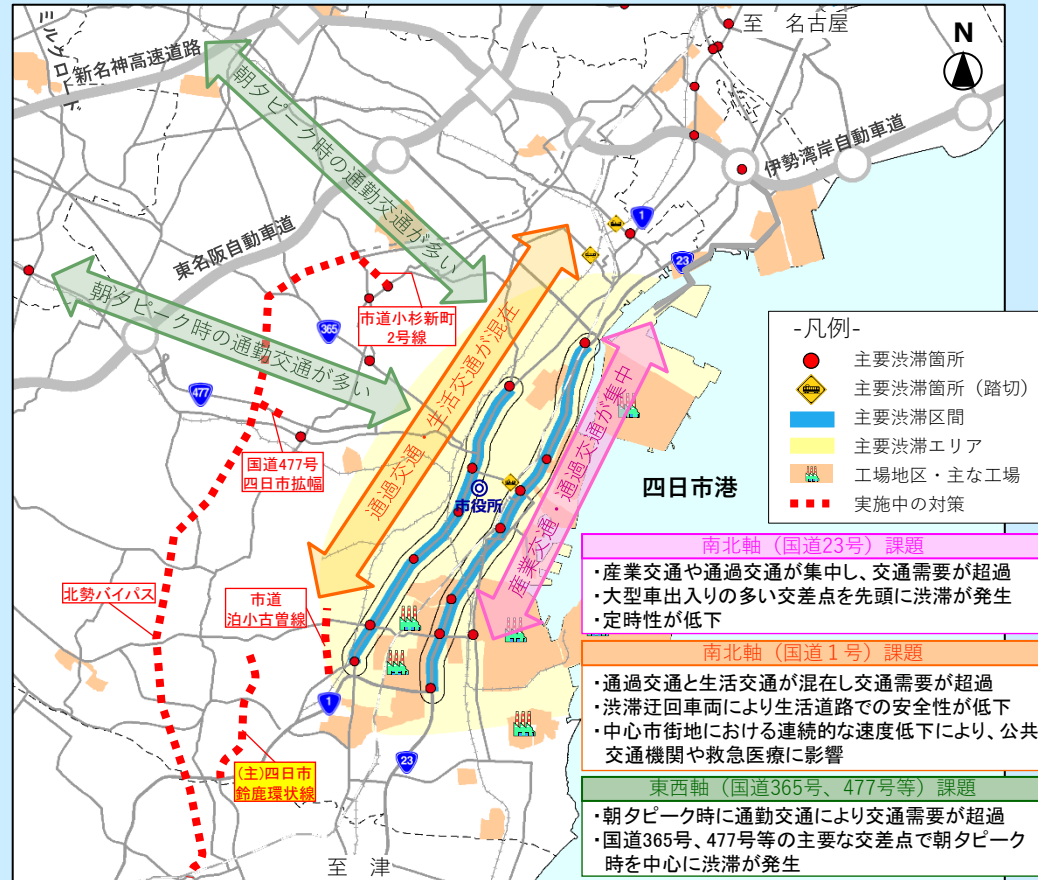 至 名古屋
N
ミルクロード
新名神高速道路
伊勢湾岸自動車道
東名阪自動車道
朝夕ピーク時の通勤交通が多い
朝夕ピーク時の通勤交通が多い
通過交通・生活交通が混在
産業交通・通過交通が集中
1
23
365
477
市道小杉新町
2号線
国道477号
四日市拡幅
市役所
四日市港
北勢バイパス
市道
泊小古曽線
(主)四日市
鈴鹿環状線
1
23
至 津
-凡例-
主要渋滞箇所
主要渋滞箇所（踏切）
主要渋滞区間
主要渋滞エリア
工場地区・主な工場
実施中の対策
南北軸（国道23号）課題
・産業交通や通過交通が集中し、交通需要が超過
・大型車出入りの多い交差点を先頭に渋滞が発生
・定時性が低下
南北軸（国道１号）課題
・通過交通と生活交通が混在し交通需要が超過
・渋滞迂回車両により生活道路での安全性が低下
・中心市街地における連続的な速度低下により、公共
交通機関や救急医療に影響
東西軸（国道365号、477号等）課題
・朝夕ピーク時に通勤交通により交通需要が超過
・国道365号、477号等の主要な交差点で朝夕ピーク
時を中心に渋滞が発生